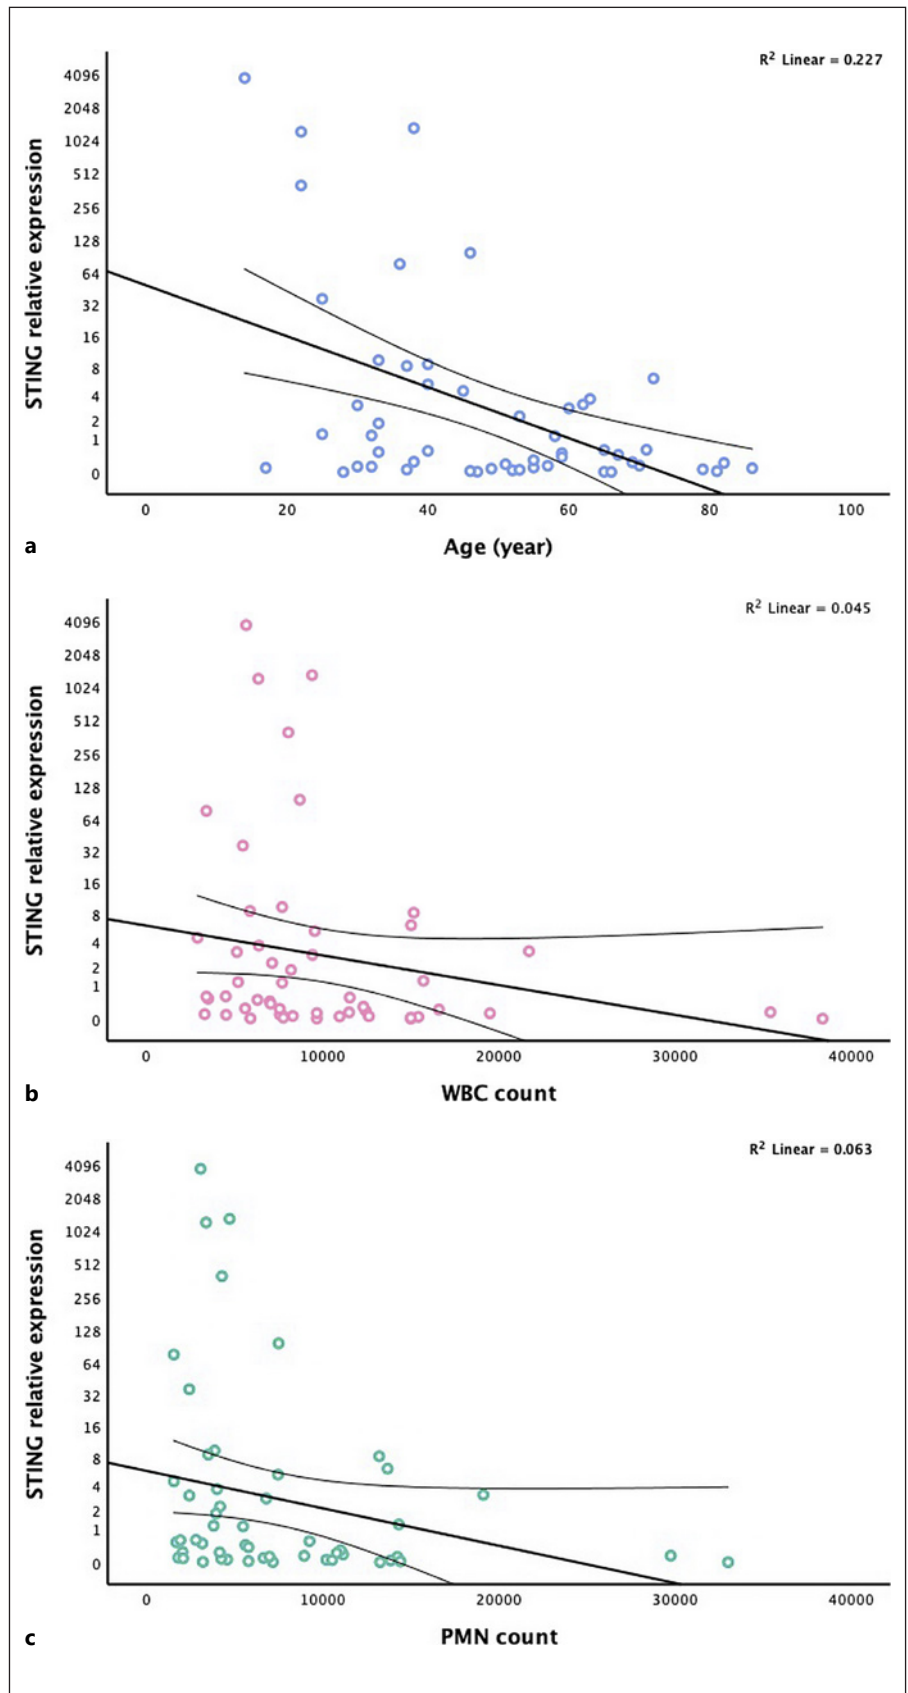 R² Linear = 0.227
STING relative expression
4096
2048
1024
512
256
128
64
32
16
8
4
2
1
0
0 20 40 60 80 100
Age (year)
a
R² Linear = 0.045
STING relative expression
4096
2048
1024
512
256
128
64
32
16
8
4
2
1
0
0 10000 20000 30000 40000
WBC count
b
R² Linear = 0.063
STING relative expression
4096
2048
1024
512
256
128
64
32
16
8
4
2
1
0
0 10000 20000 30000 40000
PMN count
c